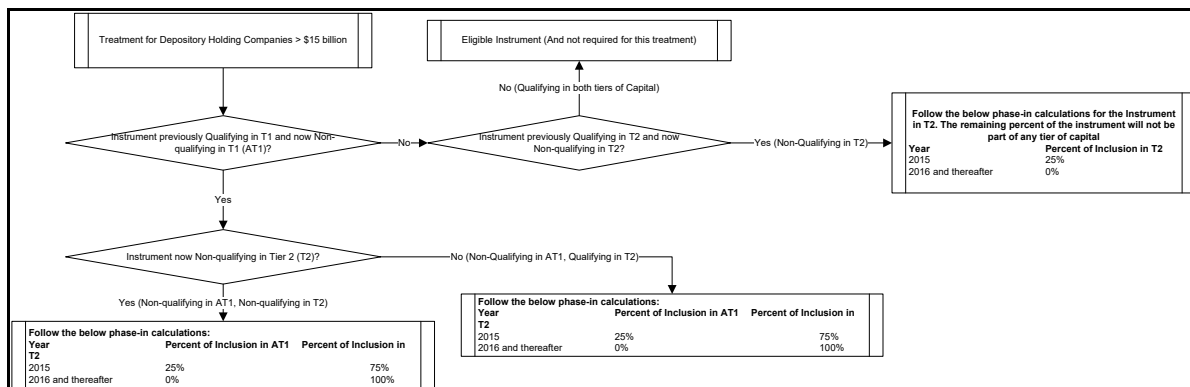 Treatment for Depository Holding Companies > $15 billion
Eligible Instrument (And not required for this treatment)
No (Qualifying in both tiers of Capital)
Instrument previously Qualifying in T1 and now Non-
qualifying in T1 (AT1)?
No
Instrument previously Qualifying in T2 and now
Non-qualifying in T2?
Yes (Non-Qualifying in T2)
Follow the below phase-in calculations for the Instrument
in T2. The remaining percent of the instrument will not be
part of any tier of capital
Year Percent of Inclusion in T2
2015 25%
2016 and thereafter 0%
Yes
Instrument now Non-qualifying in Tier 2 (T2)?
No (Non-Qualifying in AT1, Qualifying in T2)
Yes (Non-qualifying in AT1, Non-qualifying in T2)
Follow the below phase-in calculations:
Year Percent of Inclusion in AT1 Percent of Inclusion in
T2
2015 25% 75%
2016 and thereafter 0% 100%
Follow the below phase-in calculations:
Year Percent of Inclusion in AT1 Percent of Inclusion in
T2
2015 25% 75%
2016 and thereafter 0% 100%